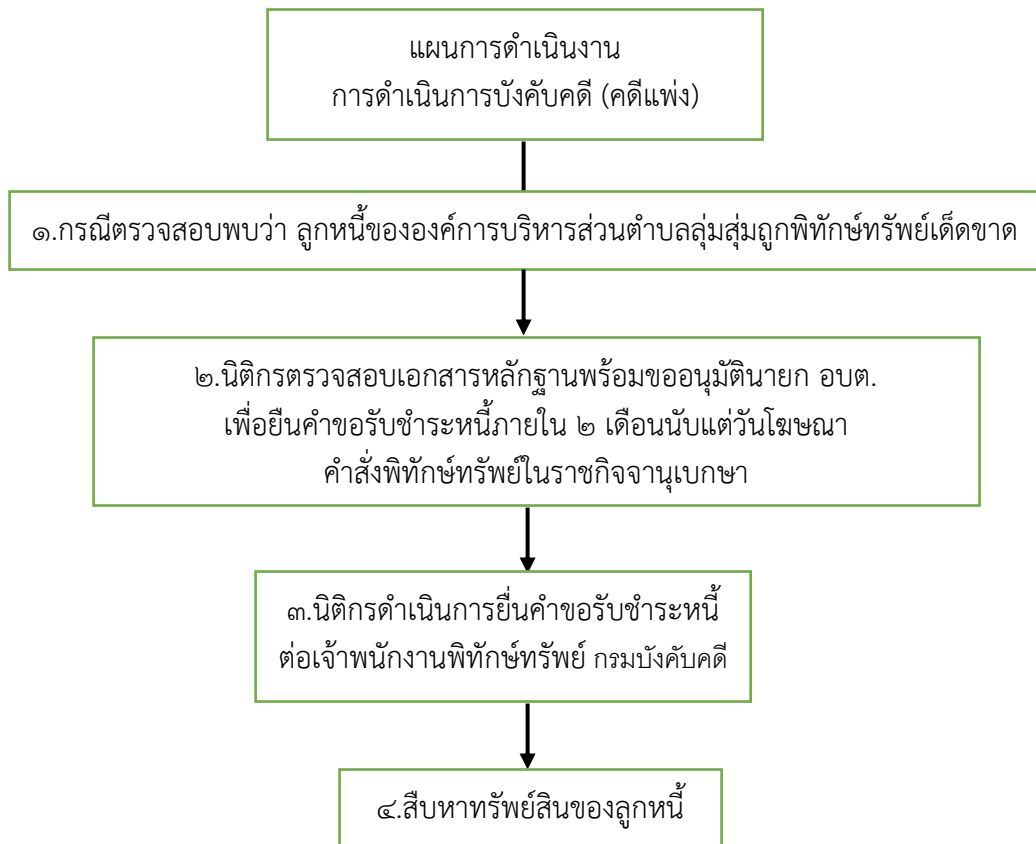 แผนการดำเนินงาน
การดำเนินการบังคับคดี (คดีแพ่ง)
๑.กรณีตรวจสอบพบว่า ลูกหนี้ขององค์การบริหารส่วนตำบลลุ่มสุ่มถูกพิทักษ์ทรัพย์เด็ดขาด
๒.นิติกรตรวจสอบเอกสารหลักฐานพร้อมขออนุมัตินายก อบต.
เพื่อยืนคำขอรับชำระหนี้ภายใน ๒ เดือนนับแต่วันโฆษณา
คำสั่งพิทักษ์ทรัพย์ในราชกิจจานุเบกษา
๓.นิติกรดำเนินการยื่นคำขอรับชำระหนี้
ต่อเจ้าพนักงานพิทักษ์ทรัพย์ กรมบังคับคดี
๔.สืบหาทรัพย์สินของลูกหนี้